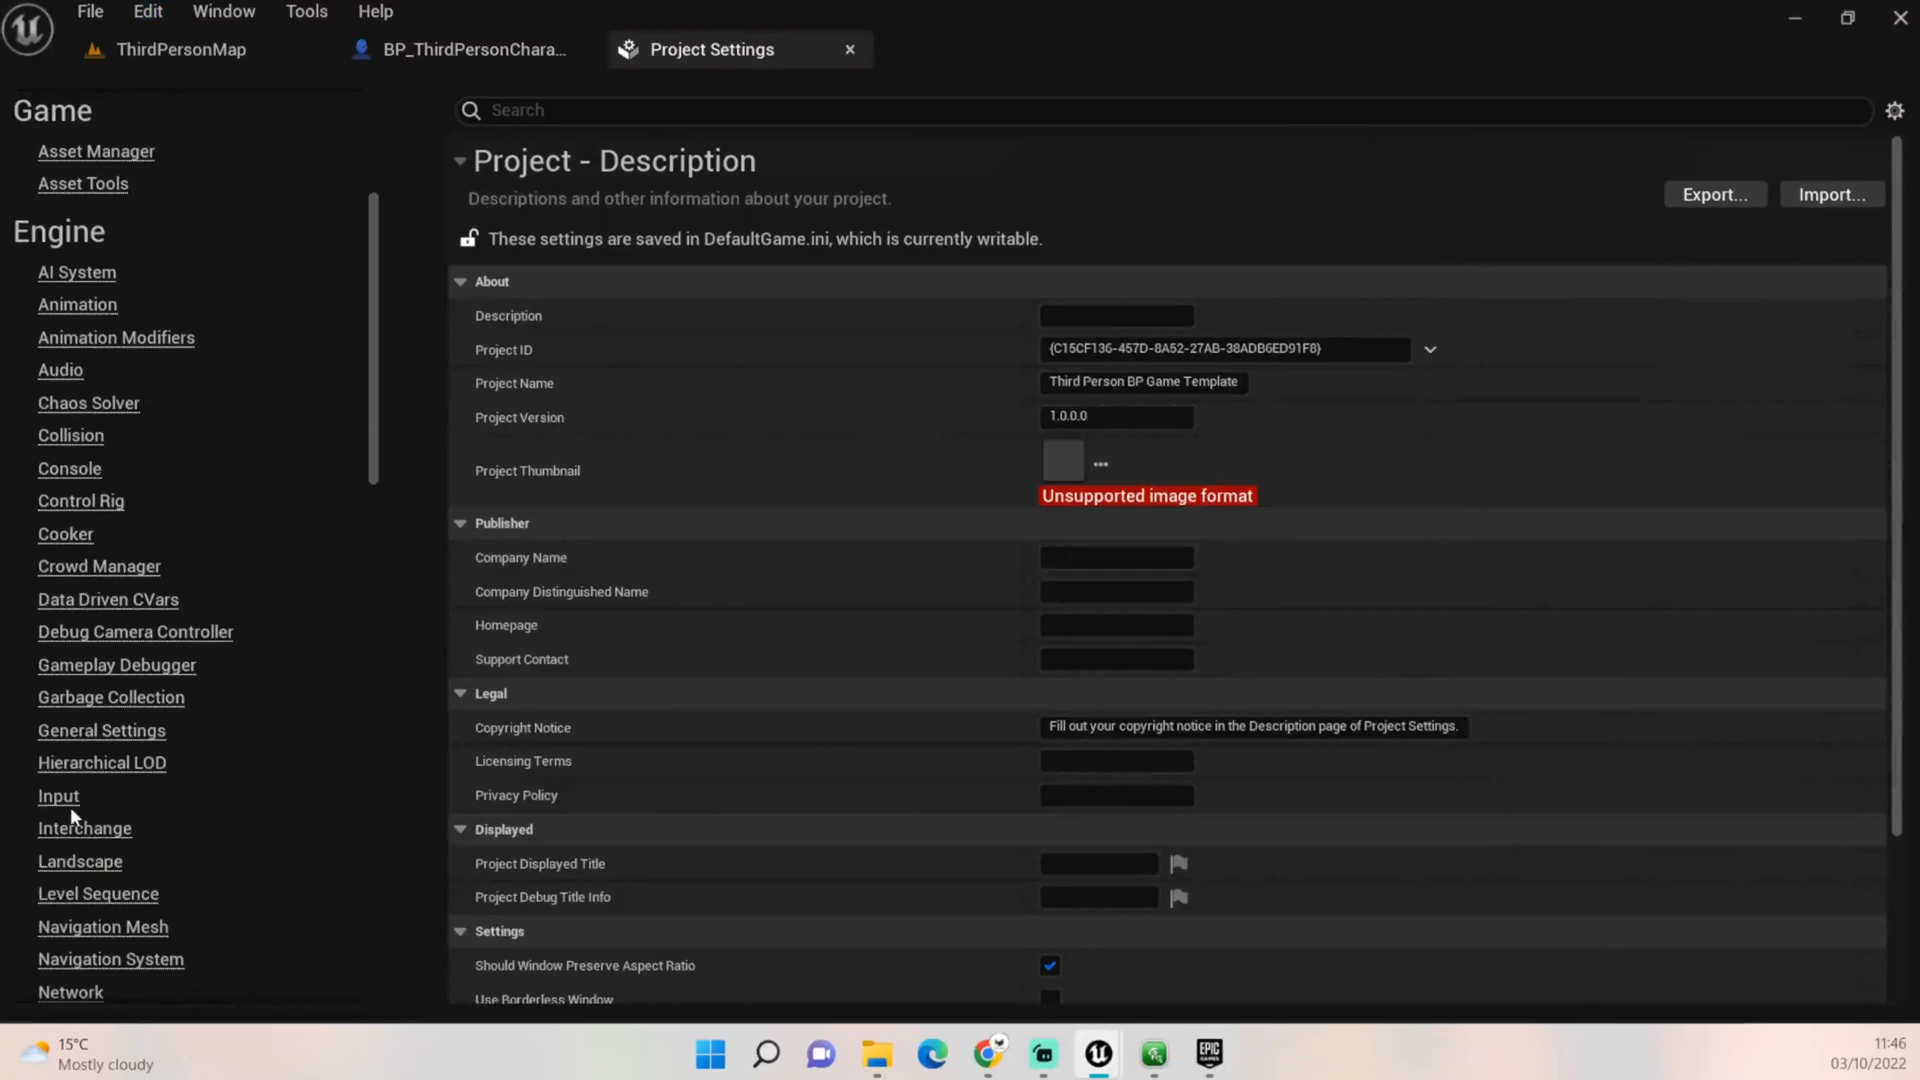 File Edit Window Tools Help
ThirdPersonMap BP_ThirdPersonChara... Project Settings
Game
Asset Manager
Asset Tools
Engine
AI System
Animation
Animation Modifiers
Audio
Chaos Solver
Collision
Console
Control Rig
Cooker
Crowd Manager
Data Driven CVars
Debug Camera Controller
Gameplay Debugger
Garbage Collection
General Settings
Hierarchical LOD
Input
Interchange
Landscape
Level Sequence
Navigation Mesh
Navigation System
Network
Search
Project - Description
Descriptions and other information about your project.
Export... Import...
These settings are saved in DefaultGame.ini, which is currently writable.
About
Description
Project ID {C15CF136-457D-8A52-27AB-38ADB6ED91F8}
Project Name Third Person BP Game Template
Project Version 1.0.0.0
Project Thumbnail
Unsupported image format
Publisher
Company Name
Company Distinguished Name
Homepage
Support Contact
Legal
Copyright Notice Fill out your copyright notice in the Description page of Project Settings.
Licensing Terms
Privacy Policy
Displayed
Project Displayed Title
Project Debug Title Info
Settings
Should Window Preserve Aspect Ratio
Use Borderless Window
15°C
Mostly cloudy
EPIC
GAMES
11:46
03/10/2022